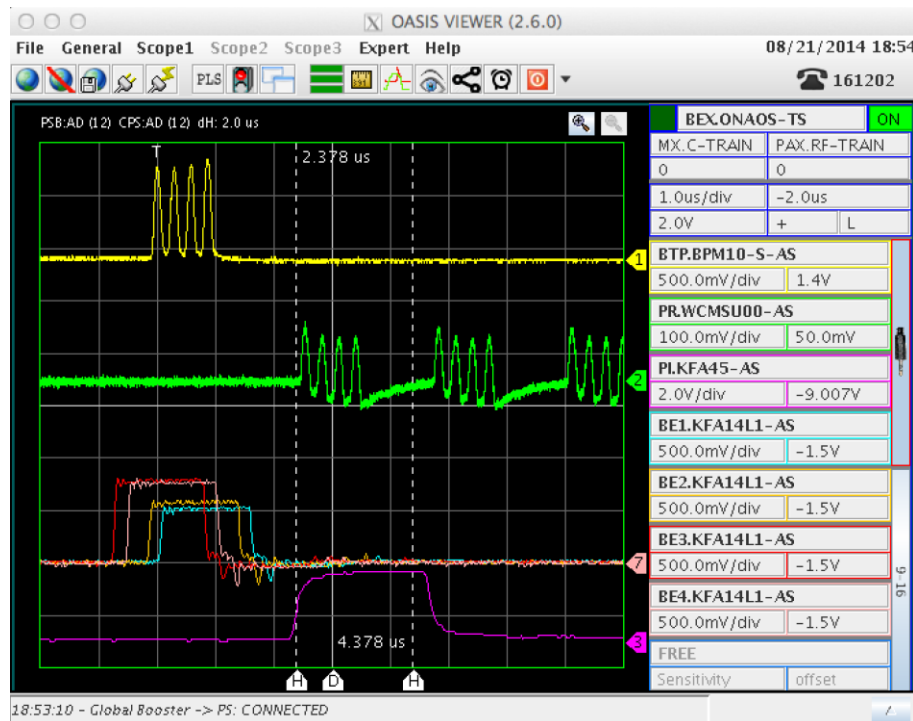 OASIS VIEWER (2.6.0)
File General Scope1 Scope2 Scope3 Expert Help 08/21/2014 18:54
PLS 161202
PSB:AD (12) CPS:AD (12) dH: 2.0 us
T
2.378 us
1
2
7
4.378 us
3
H D H
BEX.ONAOS-TS ON
MX.C-TRAIN PAX.RF-TRAIN
0 0
1.0us/div -2.0us
2.0V + L
BTP.BPM10-S-AS
500.0mV/div 1.4V
PR.WCMSU00-AS
100.0mV/div 50.0mV
PI.KFA45-AS
2.0V/div -9.007V
BE1.KFA14L1-AS
500.0mV/div -1.5V
BE2.KFA14L1-AS
500.0mV/div -1.5V
BE3.KFA14L1-AS
500.0mV/div -1.5V
BE4.KFA14L1-AS
500.0mV/div -1.5V
FREE
Sensitivity offset
9-16
18:53:10 - Global Booster -> PS: CONNECTED